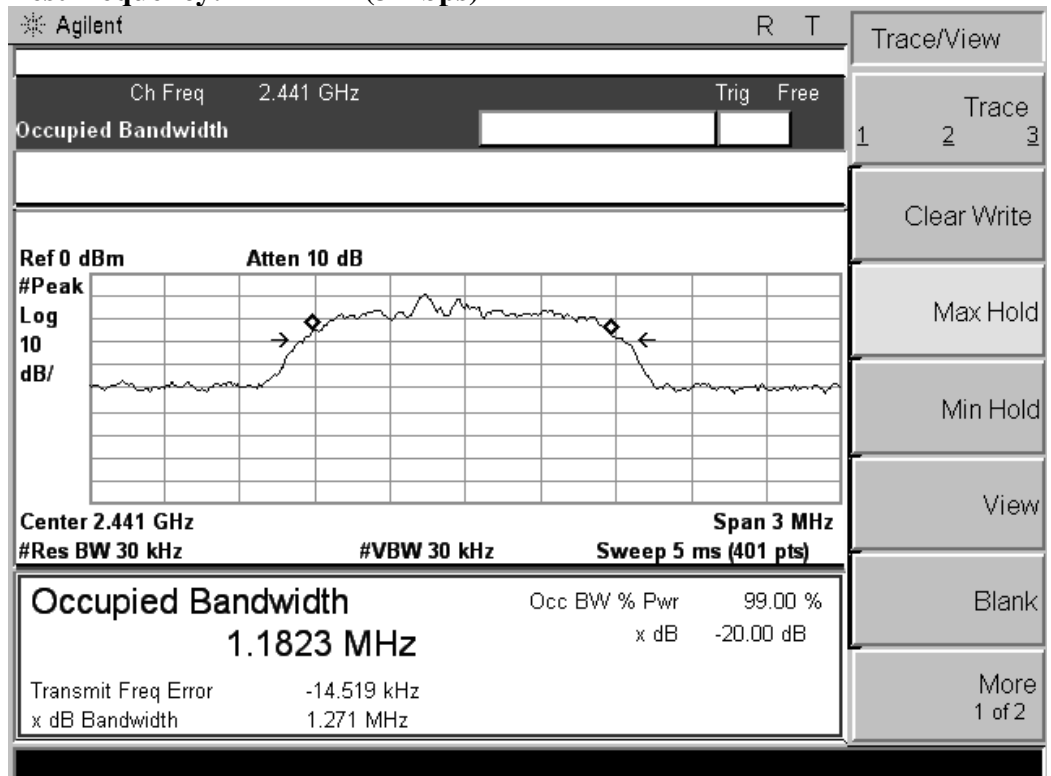 Agilent
R T
Trace/View
Ch Freq 2.441 GHz
Trig Free
Occupied Bandwidth
Trace
1 2 3
Clear Write
Max Hold
Min Hold
View
Blank
More
1 of 2
Ref 0 dBm
Atten 10 dB
#Peak
Log
10
dB/
Center 2.441 GHz
Span 3 MHz
#Res BW 30 kHz
#VBW 30 kHz
Sweep 5 ms (401 pts)
Occupied Bandwidth
1.1823 MHz
Occ BW % Pwr 99.00 %
x dB -20.00 dB
Transmit Freq Error -14.519 kHz
x dB Bandwidth 1.271 MHz